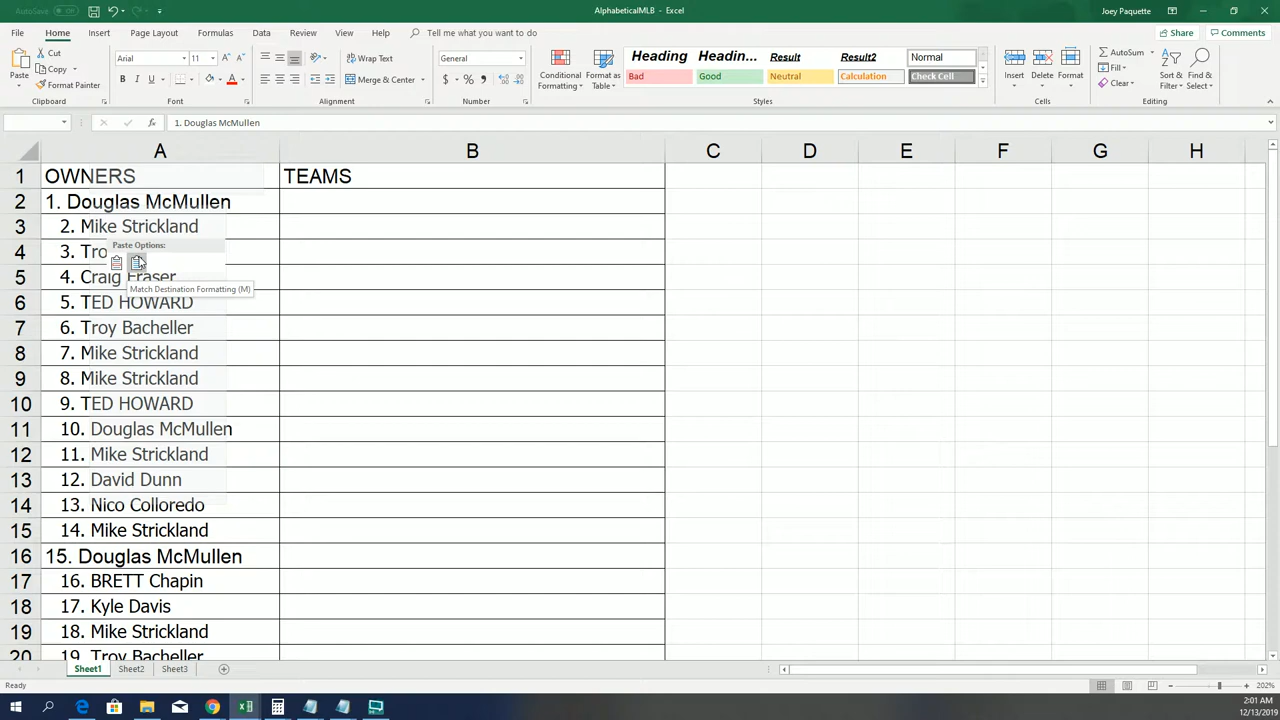 AutoSave Off AlphabeticalMLB - Excel Joey Paquette
File Home Insert Page Layout Formulas Data Review View Help Tell me what you want to do Share Comments
Paste Cut Copy Format Painter Clipboard
Arial 11 B I U A A Font
Wrap Text Merge & Center Alignment
General $ % Number
Conditional Formatting Format as Table
Heading Headin... Result Result2 Normal
Bad Good Neutral Calculation Check Cell
Styles
Insert Delete Format Cells
AutoSum Fill Clear Sort & Filter Find & Select Editing
fx 1. Douglas McMullen
A B C D E F G H
1 OWNERS TEAMS
2 1. Douglas McMullen
3 2. Mike Strickland
Paste Options:
4 3. Tro
5 4. Craig Fraser
Match Destination Formatting (M)
6 5. TED HOWARD
7 6. Troy Bacheller
8 7. Mike Strickland
9 8. Mike Strickland
10 9. TED HOWARD
11 10. Douglas McMullen
12 11. Mike Strickland
13 12. David Dunn
14 13. Nico Colloredo
15 14. Mike Strickland
16 15. Douglas McMullen
17 16. BRETT Chapin
18 17. Kyle Davis
19 18. Mike Strickland
20 19. Troy Bacheller
Sheet1 Sheet2 Sheet3
Ready 202%
2:01 AM
12/13/2019